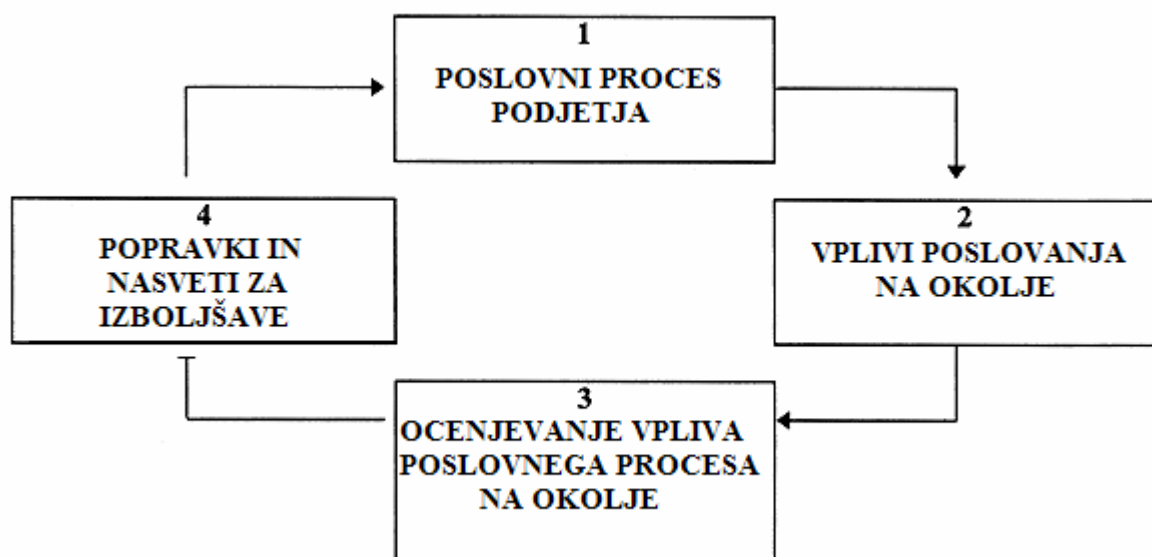 1
POSLOVNI PROCES
PODJETJA
2
VPLIVI POSLOVANJA
NA OKOLJE
3
OCENJEVANJE VPLIVA
POSLOVNEGA PROCESA
NA OKOLJE
4
POPRAVKI IN
NASVETI ZA
IZBOLJŠAVE